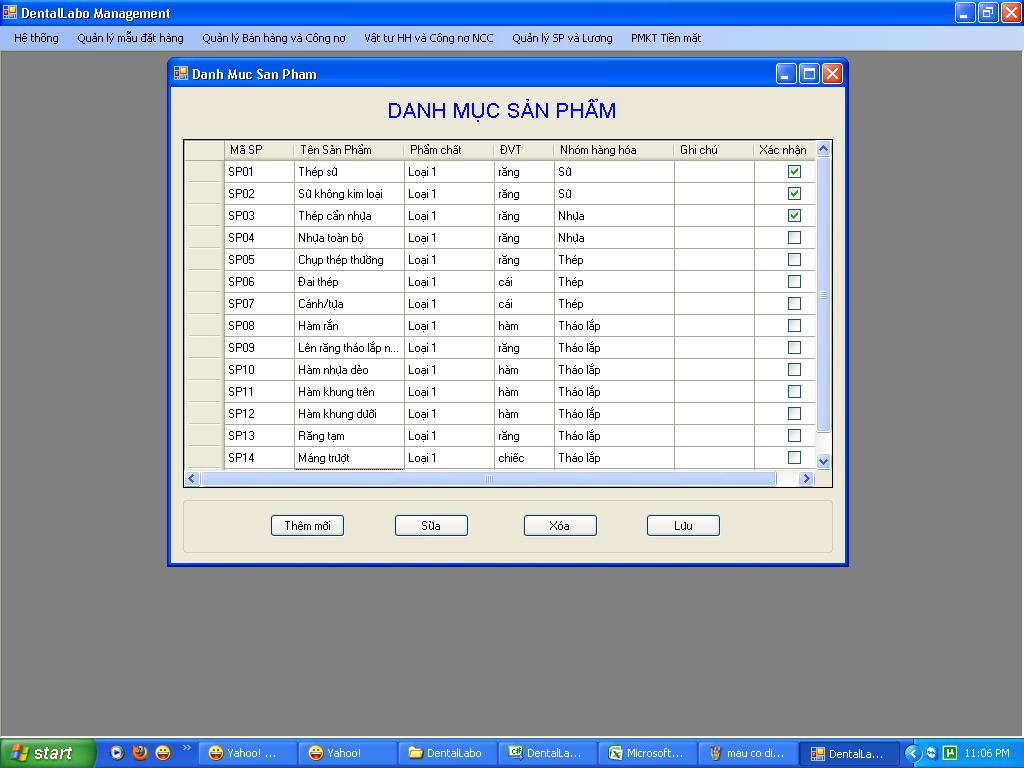 DentalLabo Management
Hệ thống Quản lý mẫu đặt hàng Quản lý Bán hàng và Công nợ Vật tư HH và Công nợ NCC Quản lý SP và Lương PMKT Tiền mặt
Danh Muc San Pham
DANH MỤC SẢN PHẨM
Mã SP Tên Sản Phẩm Phẩm chất ĐVT Nhóm hàng hóa Ghi chú Xác nhận
SP01 Thép sứ Loại 1 răng Sứ
SP02 Sứ không kim loại Loại 1 răng Sứ
SP03 Thép cẩn nhựa Loại 1 răng Nhựa
SP04 Nhựa toàn bộ Loại 1 răng Nhựa
SP05 Chụp thép thường Loại 1 răng Thép
SP06 Đai thép Loại 1 cái Thép
SP07 Cánh/tựa Loại 1 cái Thép
SP08 Hàm rắn Loại 1 hàm Tháo lắp
SP09 Lên răng tháo lắp n... Loại 1 răng Tháo lắp
SP10 Hàm nhựa dẻo Loại 1 hàm Tháo lắp
SP11 Hàm khung trên Loại 1 hàm Tháo lắp
SP12 Hàm khung dưới Loại 1 hàm Tháo lắp
SP13 Răng tạm Loại 1 răng Tháo lắp
SP14 Máng trượt Loại 1 chiếc Tháo lắp
Thêm mới Sửa Xóa Lưu
start Yahoo! ... Yahoo! DentalLabo DentalLa... Microsoft... mau co di... DentalLa... 11:06 PM